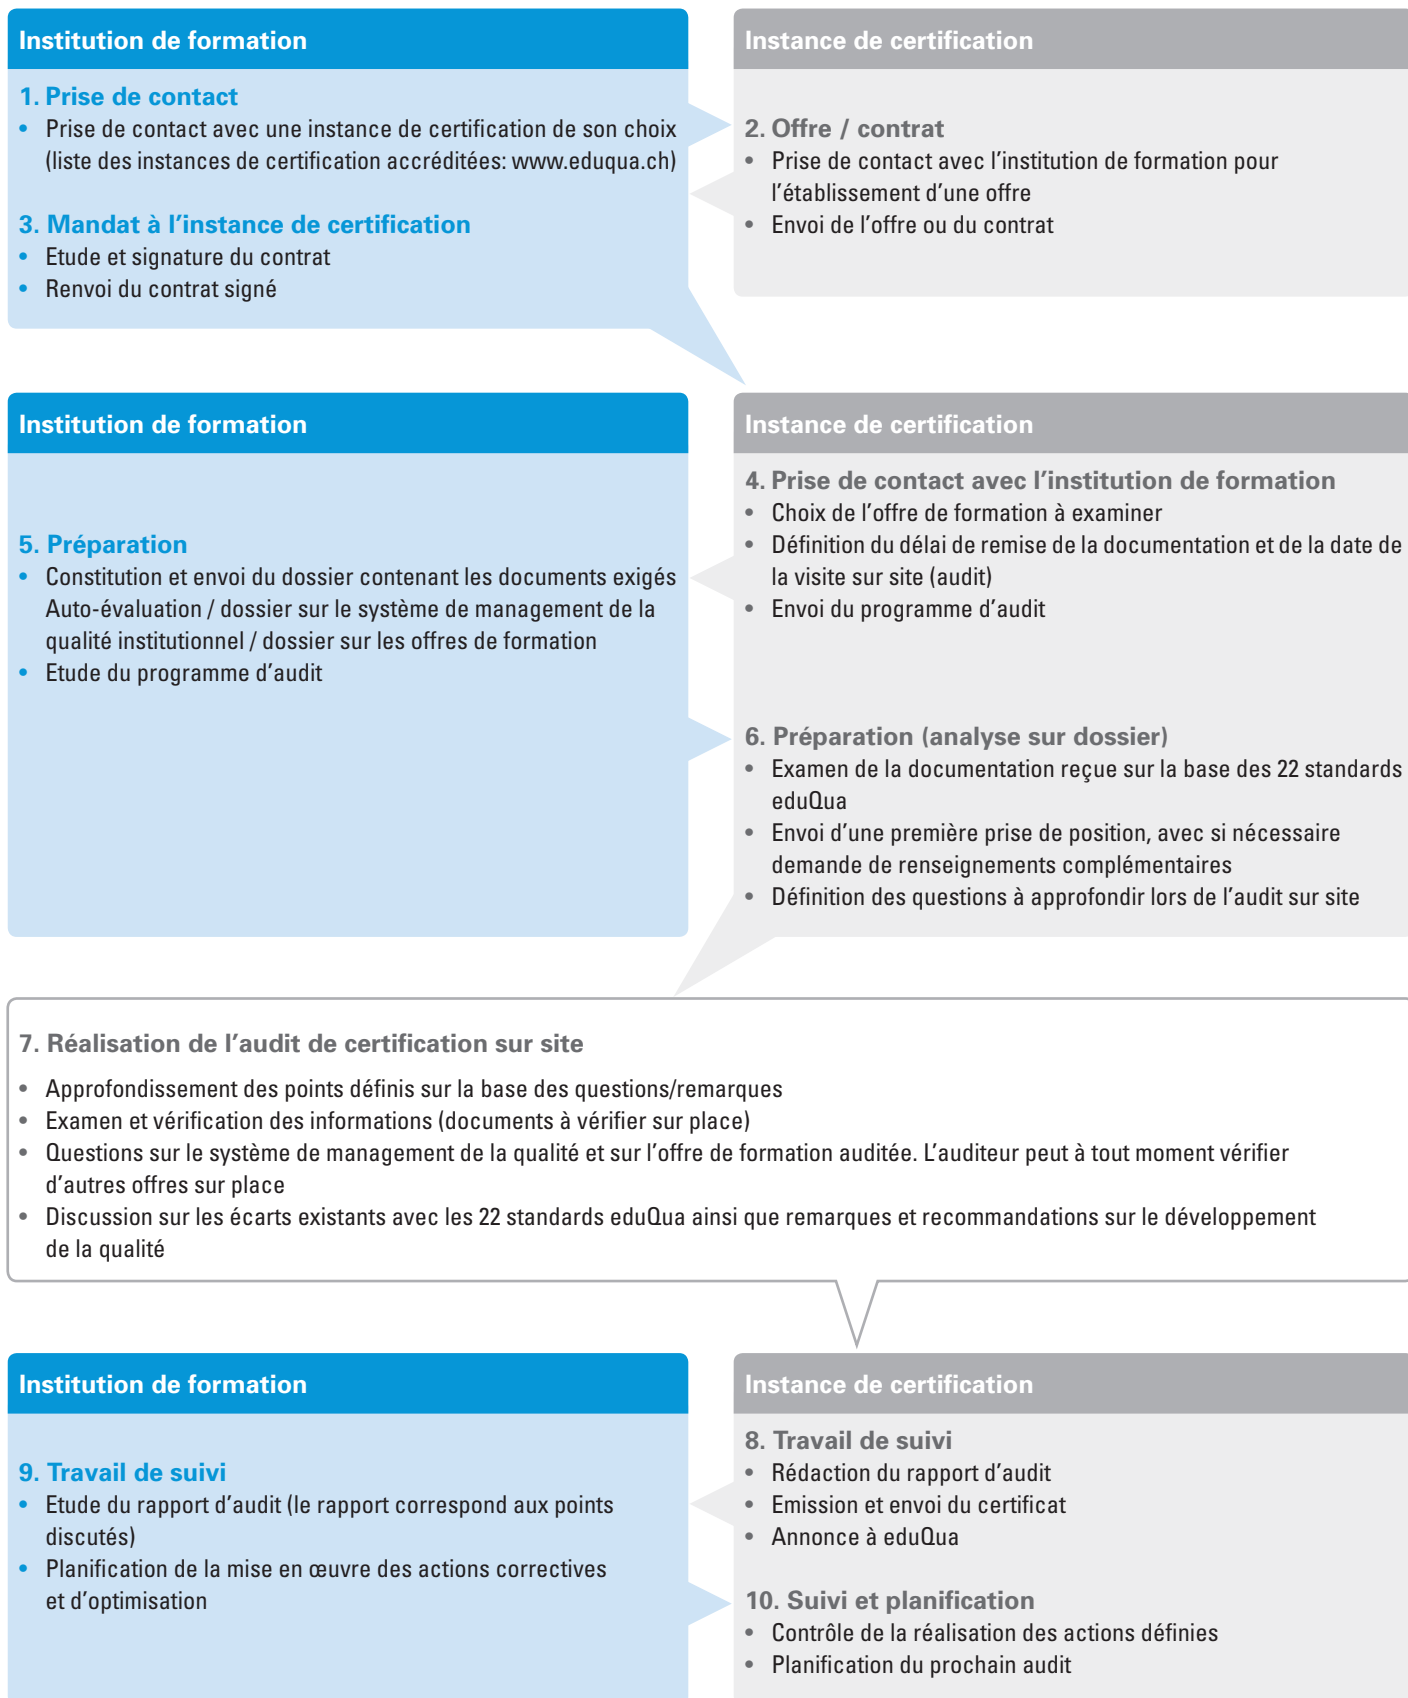 Institution de formation
1. Prise de contact
• Prise de contact avec une instance de certification de son choix
(liste des instances de certification accréditées: www.eduqua.ch)
3. Mandat à l’instance de certification
• Etude et signature du contrat
• Renvoi du contrat signé
Instance de certification
2. Offre / contrat
• Prise de contact avec l’institution de formation pour
l’établissement d’une offre
• Envoi de l’offre ou du contrat
Institution de formation
5. Préparation
• Constitution et envoi du dossier contenant les documents exigés
Auto-évaluation / dossier sur le système de management de la
qualité institutionnel / dossier sur les offres de formation
• Etude du programme d’audit
Instance de certification
4. Prise de contact avec l’institution de formation
• Choix de l’offre de formation à examiner
• Définition du délai de remise de la documentation et de la date de
la visite sur site (audit)
• Envoi du programme d’audit
6. Préparation (analyse sur dossier)
• Examen de la documentation reçue sur la base des 22 standards
eduQua
• Envoi d’une première prise de position, avec si nécessaire
demande de renseignements complémentaires
• Définition des questions à approfondir lors de l’audit sur site
7. Réalisation de l’audit de certification sur site
• Approfondissement des points définis sur la base des questions/remarques
• Examen et vérification des informations (documents à vérifier sur place)
• Questions sur le système de management de la qualité et sur l’offre de formation auditée. L’auditeur peut à tout moment vérifier
d’autres offres sur place
• Discussion sur les écarts existants avec les 22 standards eduQua ainsi que remarques et recommandations sur le développement
de la qualité
Institution de formation
9. Travail de suivi
• Etude du rapport d’audit (le rapport correspond aux points
discutés)
• Planification de la mise en œuvre des actions correctives
et d’optimisation
Instance de certification
8. Travail de suivi
• Rédaction du rapport d’audit
• Emission et envoi du certificat
• Annonce à eduQua
10. Suivi et planification
• Contrôle de la réalisation des actions définies
• Planification du prochain audit